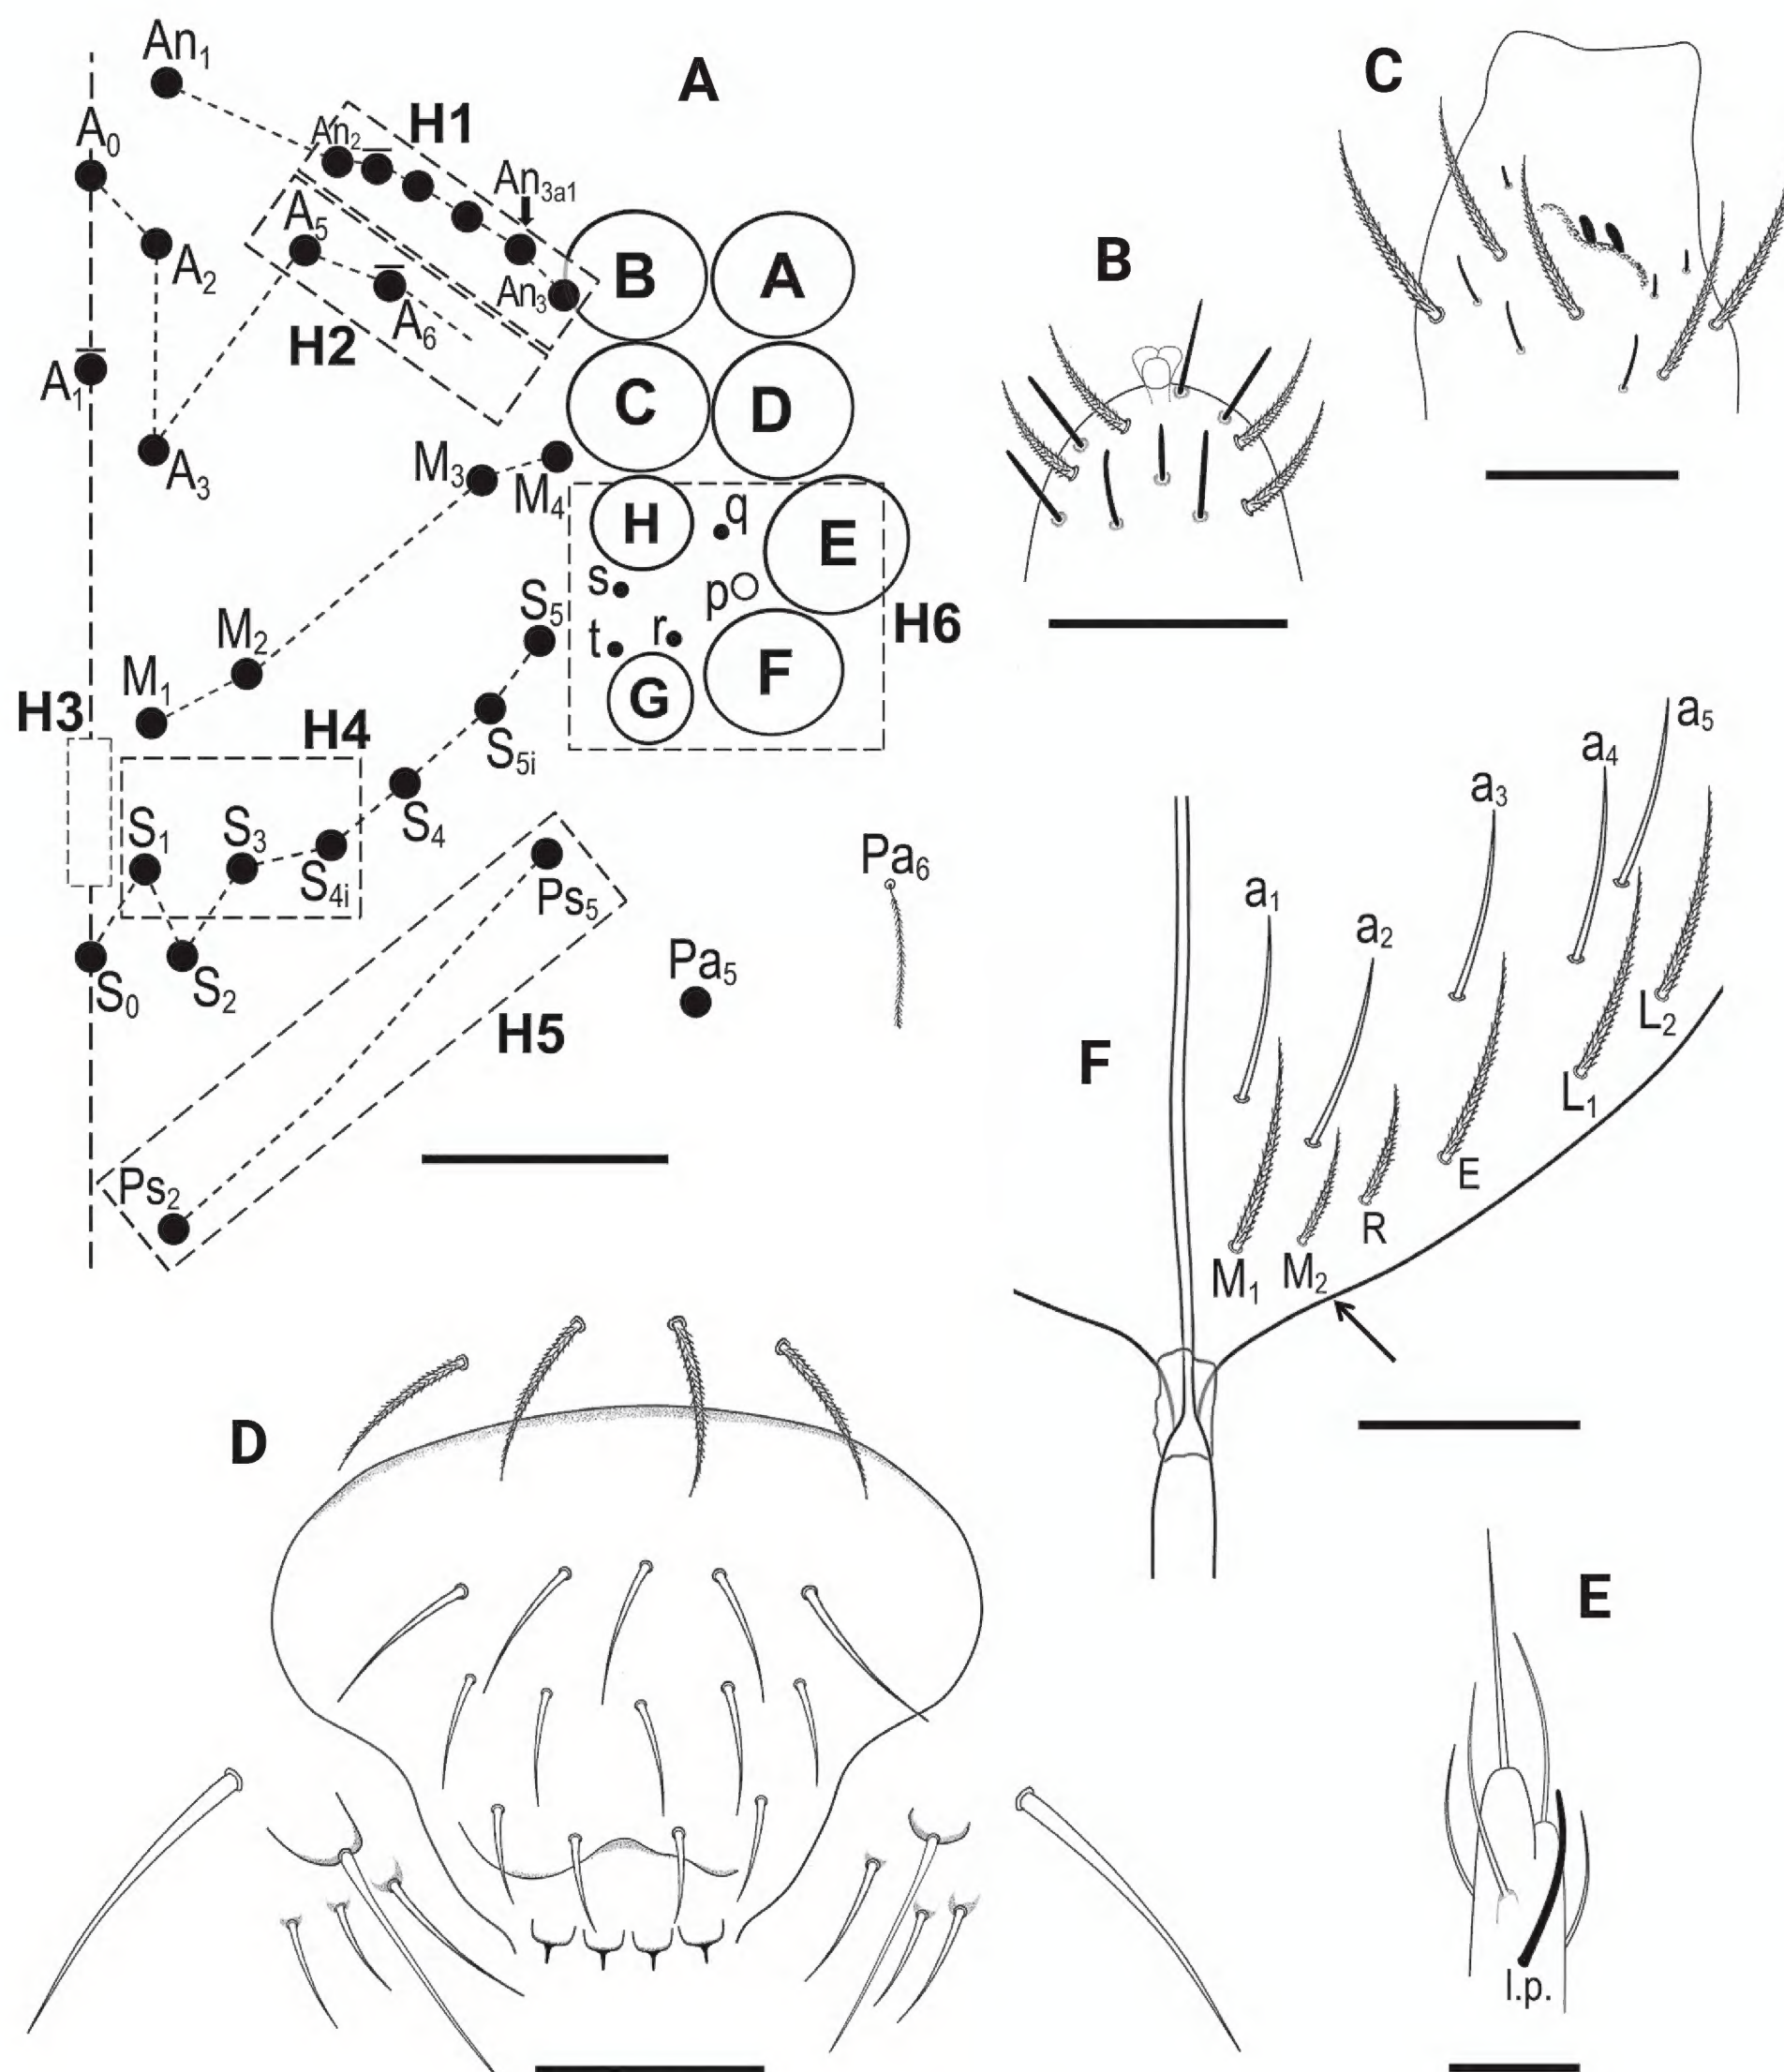 A
An₁
A₀
An₂
H1
An₃ₐ₁
A₅
A₂
An₃
B
A
A₆
H2
A₁
C
D
A₃
M₃
M₄
H
q
E
s
p
S₅
H6
M₂
t
r
M₁
F
G
H3
H4
S₅ᵢ
S₁
S₃
S₄
S₄ᵢ
Ps₅
Pa₆
S₀
S₂
Pa₅
H5
Ps₂
B
C
F
a₁
a₂
a₃
a₄
a₅
L₂
L₁
E
R
M₁
M₂
D
E
l.p.